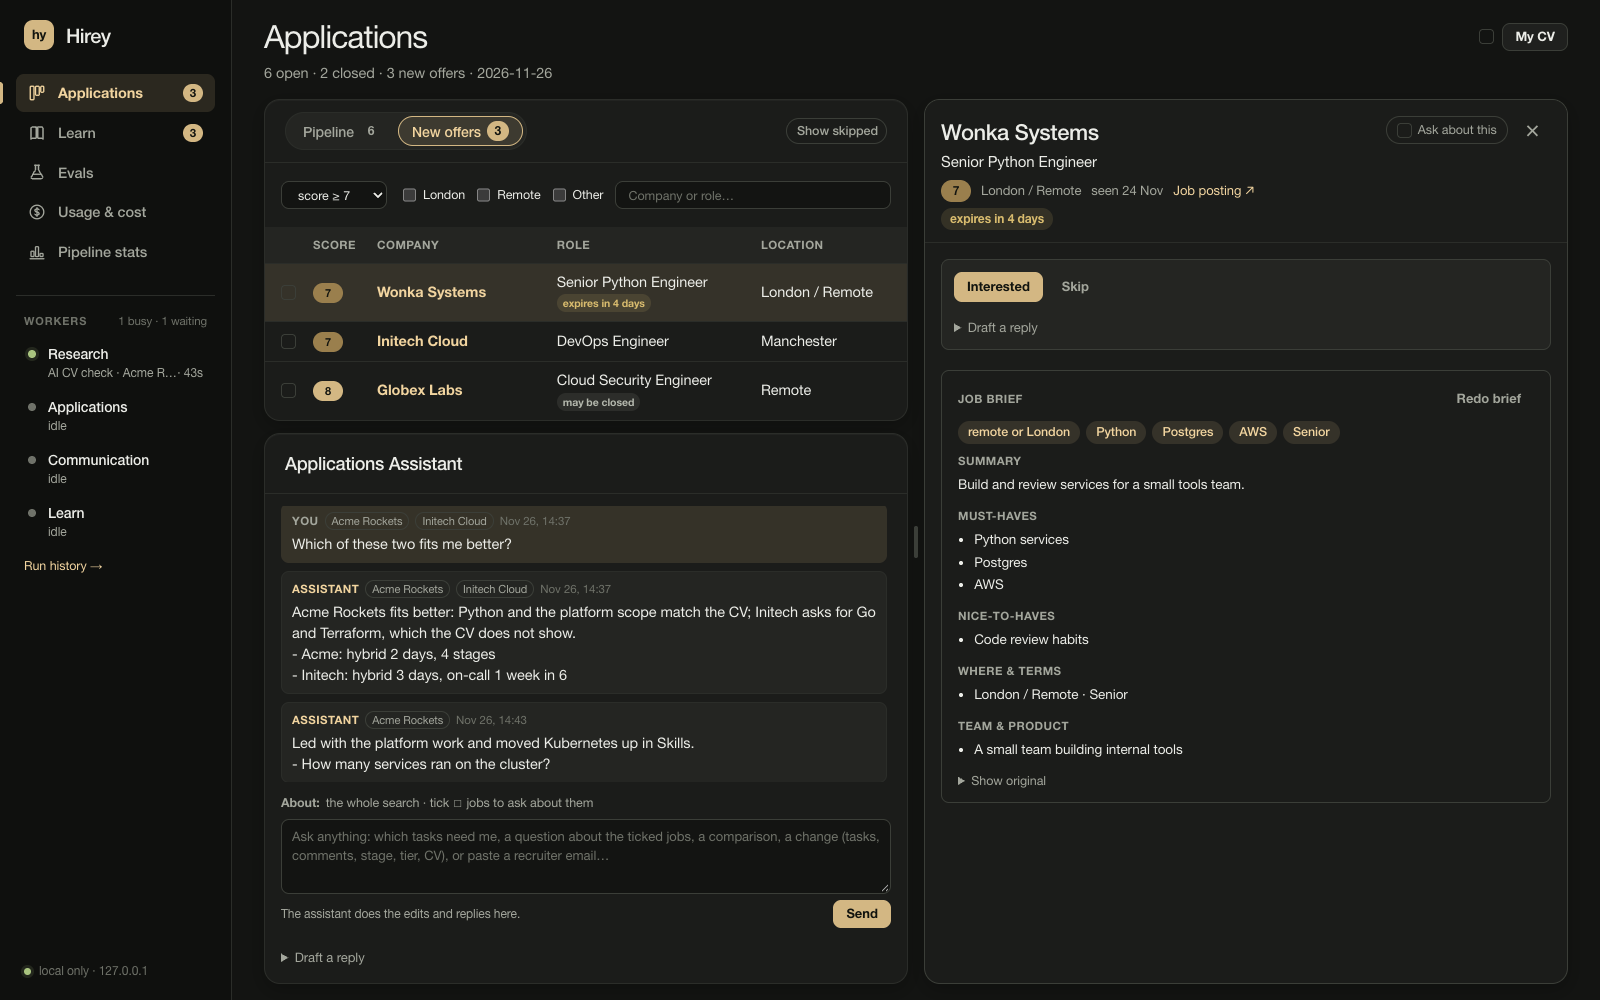 hy Hirey
Applications 3
Learn 3
Evals
Usage & cost
Pipeline stats
WORKERS 1 busy · 1 waiting
Research
AI CV check · Acme R… · 43s
Applications
idle
Communication
idle
Learn
idle
Run history →
local only · 127.0.0.1
Applications
6 open · 2 closed · 3 new offers · 2026-11-26
My CV
Pipeline 6 New offers 3 Show skipped
score ≥ 7 London Remote Other Company or role…
SCORE COMPANY ROLE LOCATION
7 Wonka Systems Senior Python Engineer London / Remote
expires in 4 days
7 Initech Cloud DevOps Engineer Manchester
8 Globex Labs Cloud Security Engineer Remote
may be closed
Applications Assistant
YOU Acme Rockets Initech Cloud Nov 26, 14:37
Which of these two fits me better?
ASSISTANT Acme Rockets Initech Cloud Nov 26, 14:37
Acme Rockets fits better: Python and the platform scope match the CV; Initech asks for Go
and Terraform, which the CV does not show.
- Acme: hybrid 2 days, 4 stages
- Initech: hybrid 3 days, on-call 1 week in 6
ASSISTANT Acme Rockets Nov 26, 14:43
Led with the platform work and moved Kubernetes up in Skills.
- How many services ran on the cluster?
About: the whole search · tick □ jobs to ask about them
Ask anything: which tasks need me, a question about the ticked jobs, a comparison, a change (tasks,
comments, stage, tier, CV), or paste a recruiter email…
The assistant does the edits and replies here.
Send
▶ Draft a reply
Wonka Systems
Ask about this ✕
Senior Python Engineer
7 London / Remote seen 24 Nov Job posting ↗
expires in 4 days
Interested Skip
▶ Draft a reply
JOB BRIEF Redo brief
remote or London Python Postgres AWS Senior
SUMMARY
Build and review services for a small tools team.
MUST-HAVES
• Python services
• Postgres
• AWS
NICE-TO-HAVES
• Code review habits
WHERE & TERMS
• London / Remote · Senior
TEAM & PRODUCT
• A small team building internal tools
▶ Show original